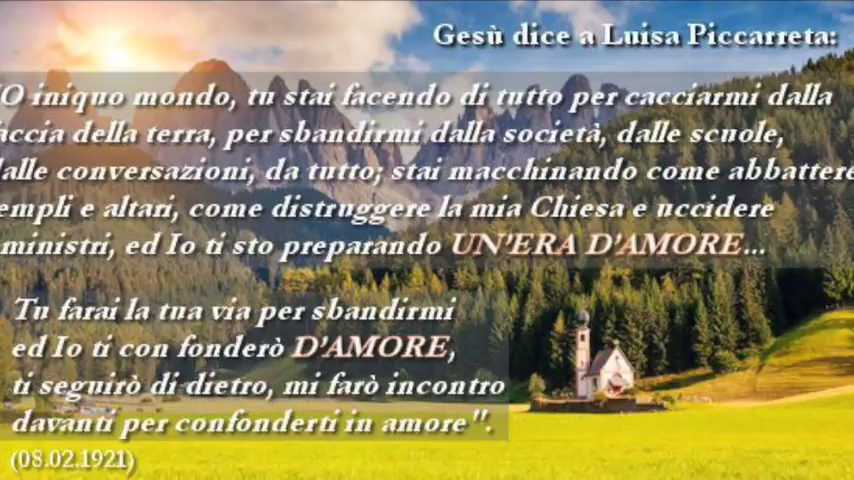 Gesù dice a Luisa Piccarreta:
"O iniquo mondo, tu stai facendo di tutto per cacciarmi dalla
accia della terra, per sbandirmi dalla società, dalle scuole,
alle conversazioni, da tutto; stai macchinando come abbattere
empli e altari, come distruggere la mia Chiesa e uccidere
ministri, ed Io ti sto preparando UN'ERA D'AMORE...
Tu farai la tua via per sbandirmi
ed Io ti con fonderò D'AMORE,
ti seguirò di dietro, mi farò incontro
davanti per confonderti in amore".
(08.02.1921)